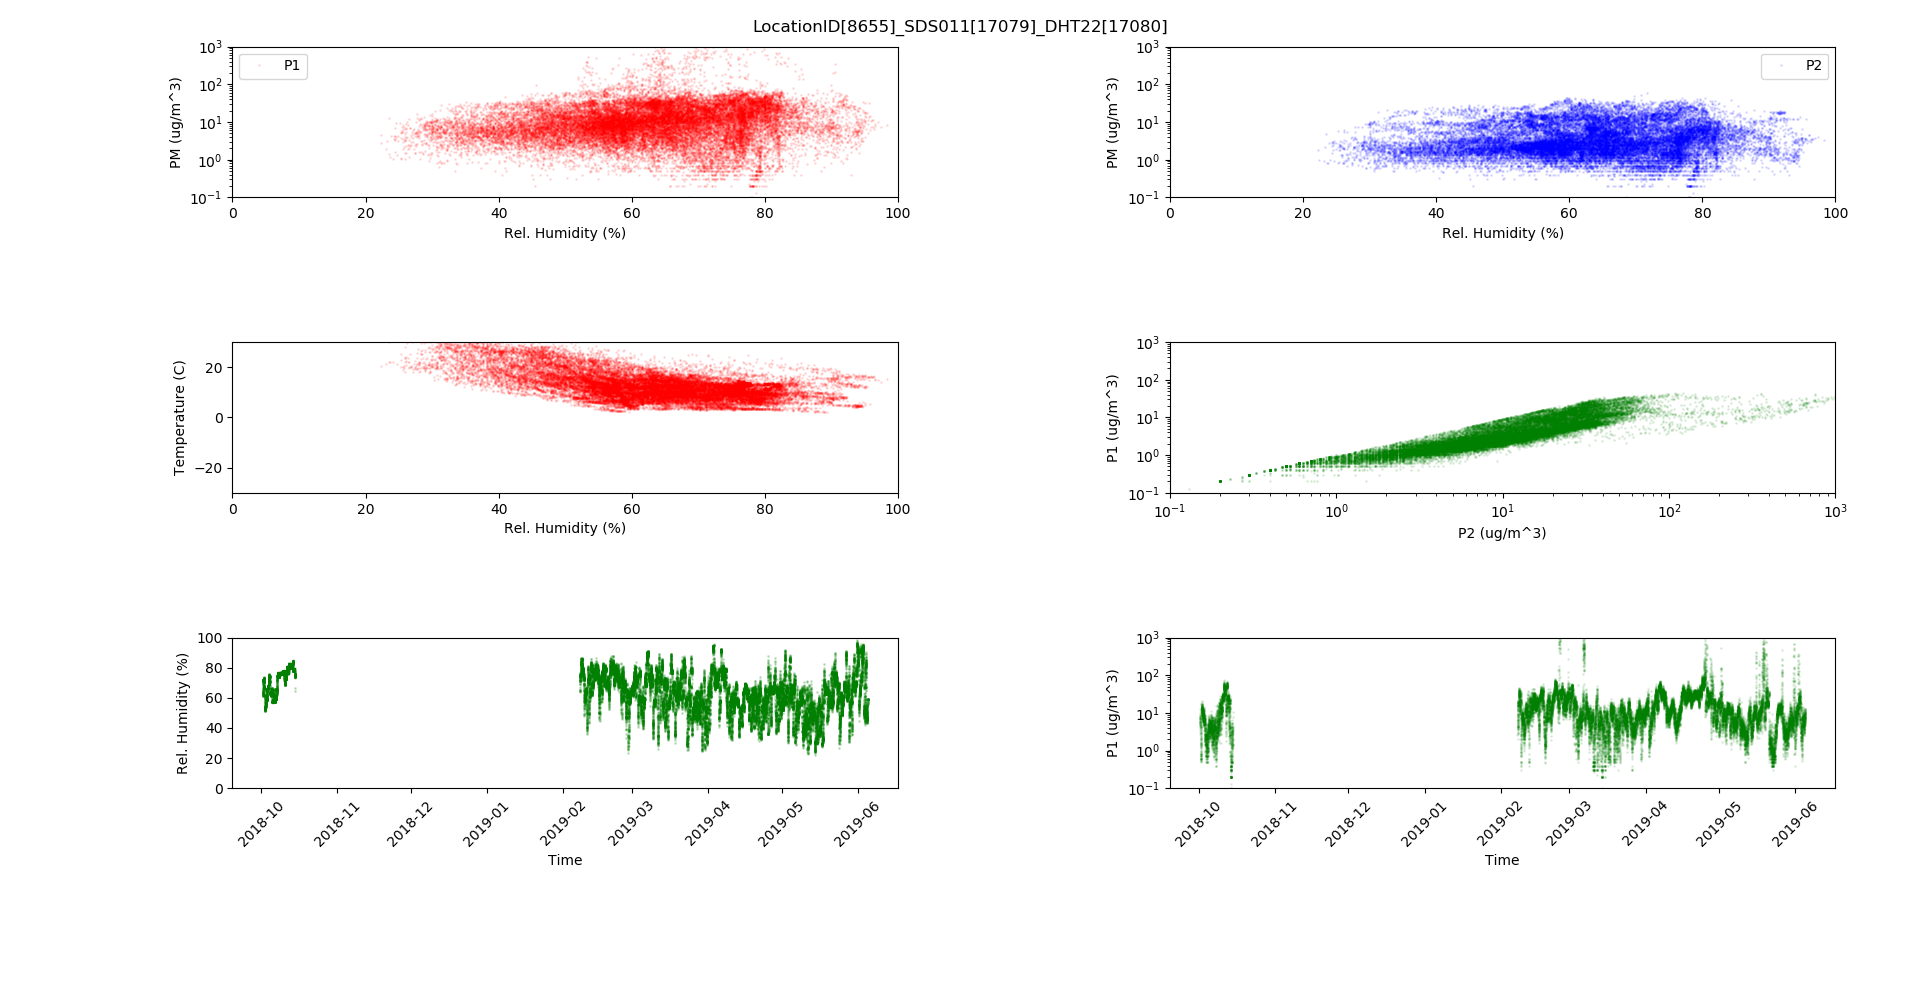 LocationID[8655]_SDS011[17079]_DHT22[17080]
PM (ug/m^3)
10^3
10^2
10^1
10^0
10^-1
P1
0 20 40 60 80 100
Rel. Humidity (%)
PM (ug/m^3)
10^3
10^2
10^1
10^0
10^-1
P2
0 20 40 60 80 100
Rel. Humidity (%)
Temperature (C)
20
0
−20
0 20 40 60 80 100
Rel. Humidity (%)
P1 (ug/m^3)
10^3
10^2
10^1
10^0
10^-1
10^-1 10^0 10^1 10^2 10^3
P2 (ug/m^3)
Rel. Humidity (%)
100
80
60
40
20
0
2018-10 2018-11 2018-12 2019-01 2019-02 2019-03 2019-04 2019-05 2019-06
Time
P1 (ug/m^3)
10^3
10^2
10^1
10^0
10^-1
2018-10 2018-11 2018-12 2019-01 2019-02 2019-03 2019-04 2019-05 2019-06
Time